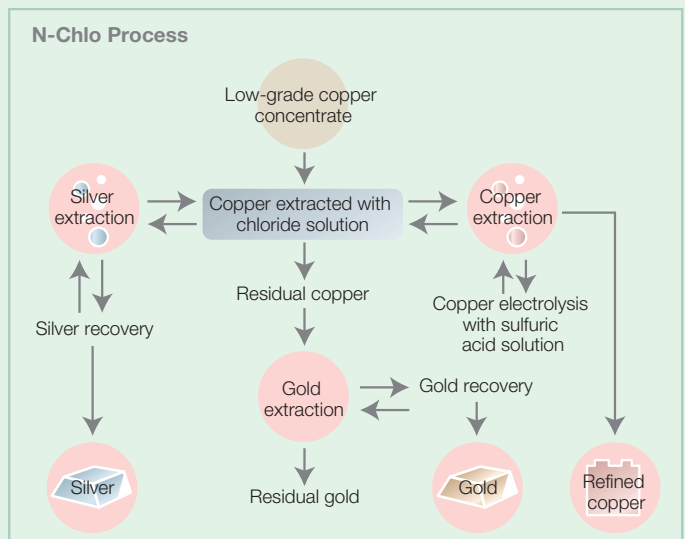 N-Chlo Process
Low-grade copper
concentrate
Silver
extraction
Copper extracted with
chloride solution
Copper
extraction
Residual copper
Copper electrolysis
with sulfuric
acid solution
Silver recovery
Gold
extraction
Gold recovery
Silver
Residual gold
Gold
Refined
copper